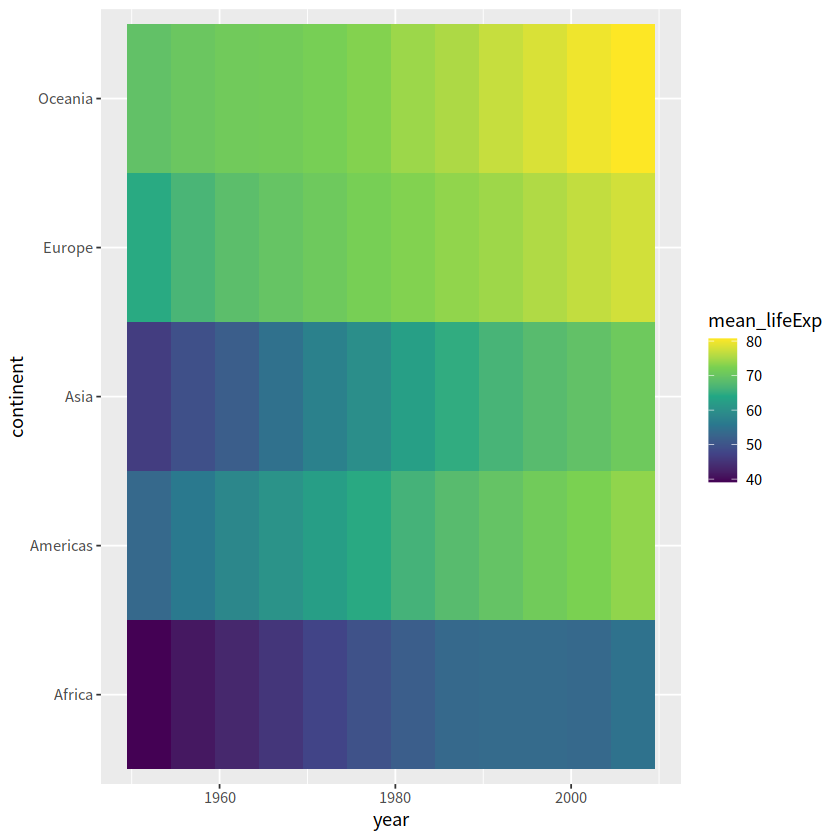 Oceania
Europe
Asia
Americas
Africa
continent
1960 1980 2000
year
mean_lifeExp
80
70
60
50
40